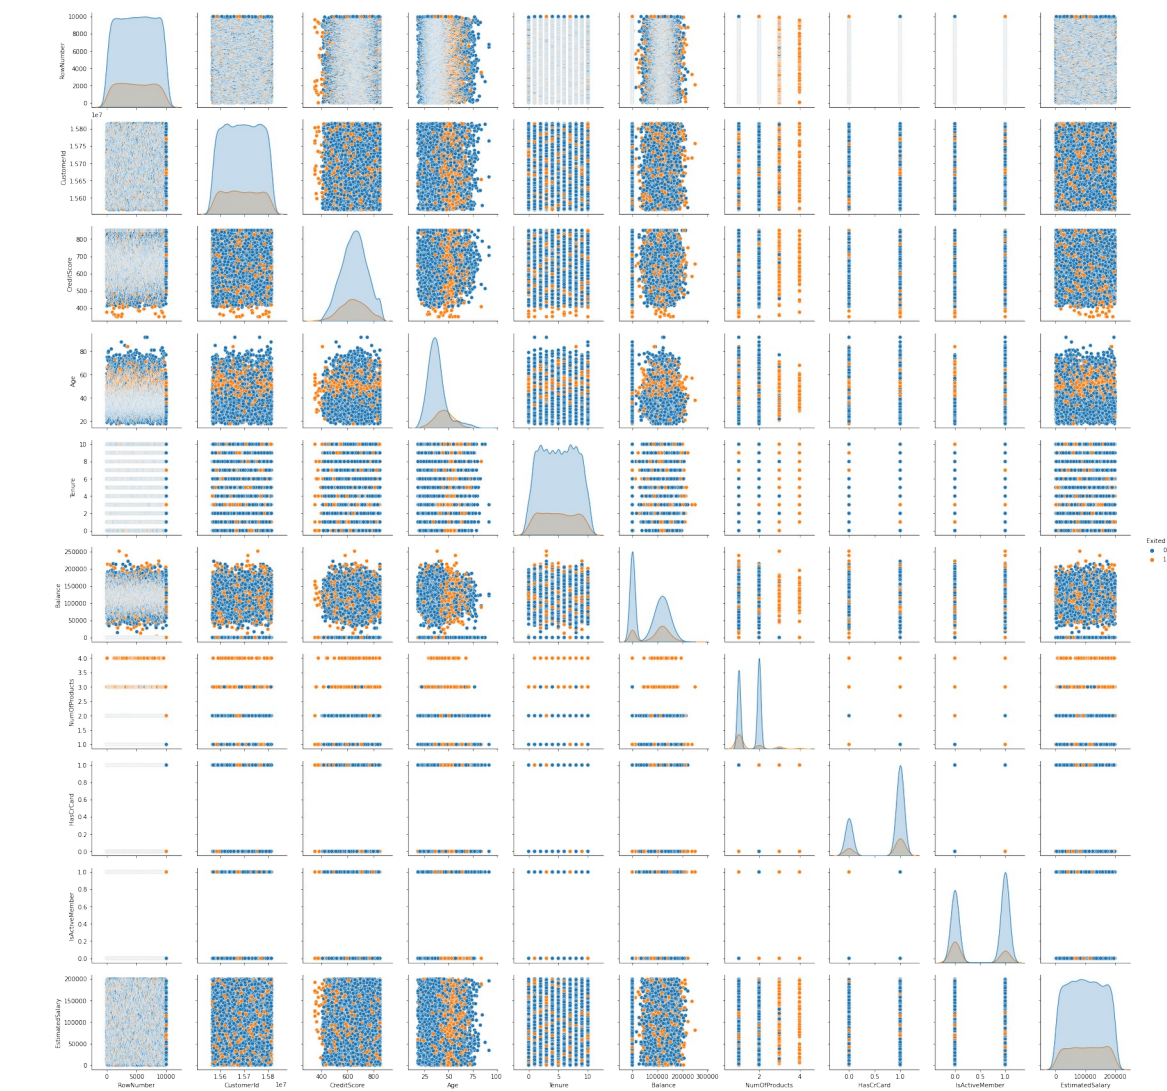 10000
8000
6000
4000
2000
0
RowNumber
1e7
1.580
1.575
1.570
1.565
1.560
CustomerId
800
700
600
500
400
CreditScore
80
60
40
20
Age
10
8
6
4
2
0
Tenure
Exited
0
1
250000
200000
150000
100000
50000
0
Balance
4.0
3.5
3.0
2.5
2.0
1.5
1.0
NumOfProducts
1.0
0.8
0.6
0.4
0.2
0.0
HasCrCard
1.0
0.8
0.6
0.4
0.2
0.0
IsActiveMember
200000
150000
100000
50000
0
EstimatedSalary
0 5000 10000
RowNumber
1.56 1.57 1.58
1e7
CustomerId
400 600 800
CreditScore
25 50 75 100
Age
0 5 10
Tenure
0 100000 200000 300000
Balance
2 4
NumOfProducts
0.0 0.5 1.0
HasCrCard
0.0 0.5 1.0
IsActiveMember
0 50000 100000 150000 200000
EstimatedSalary